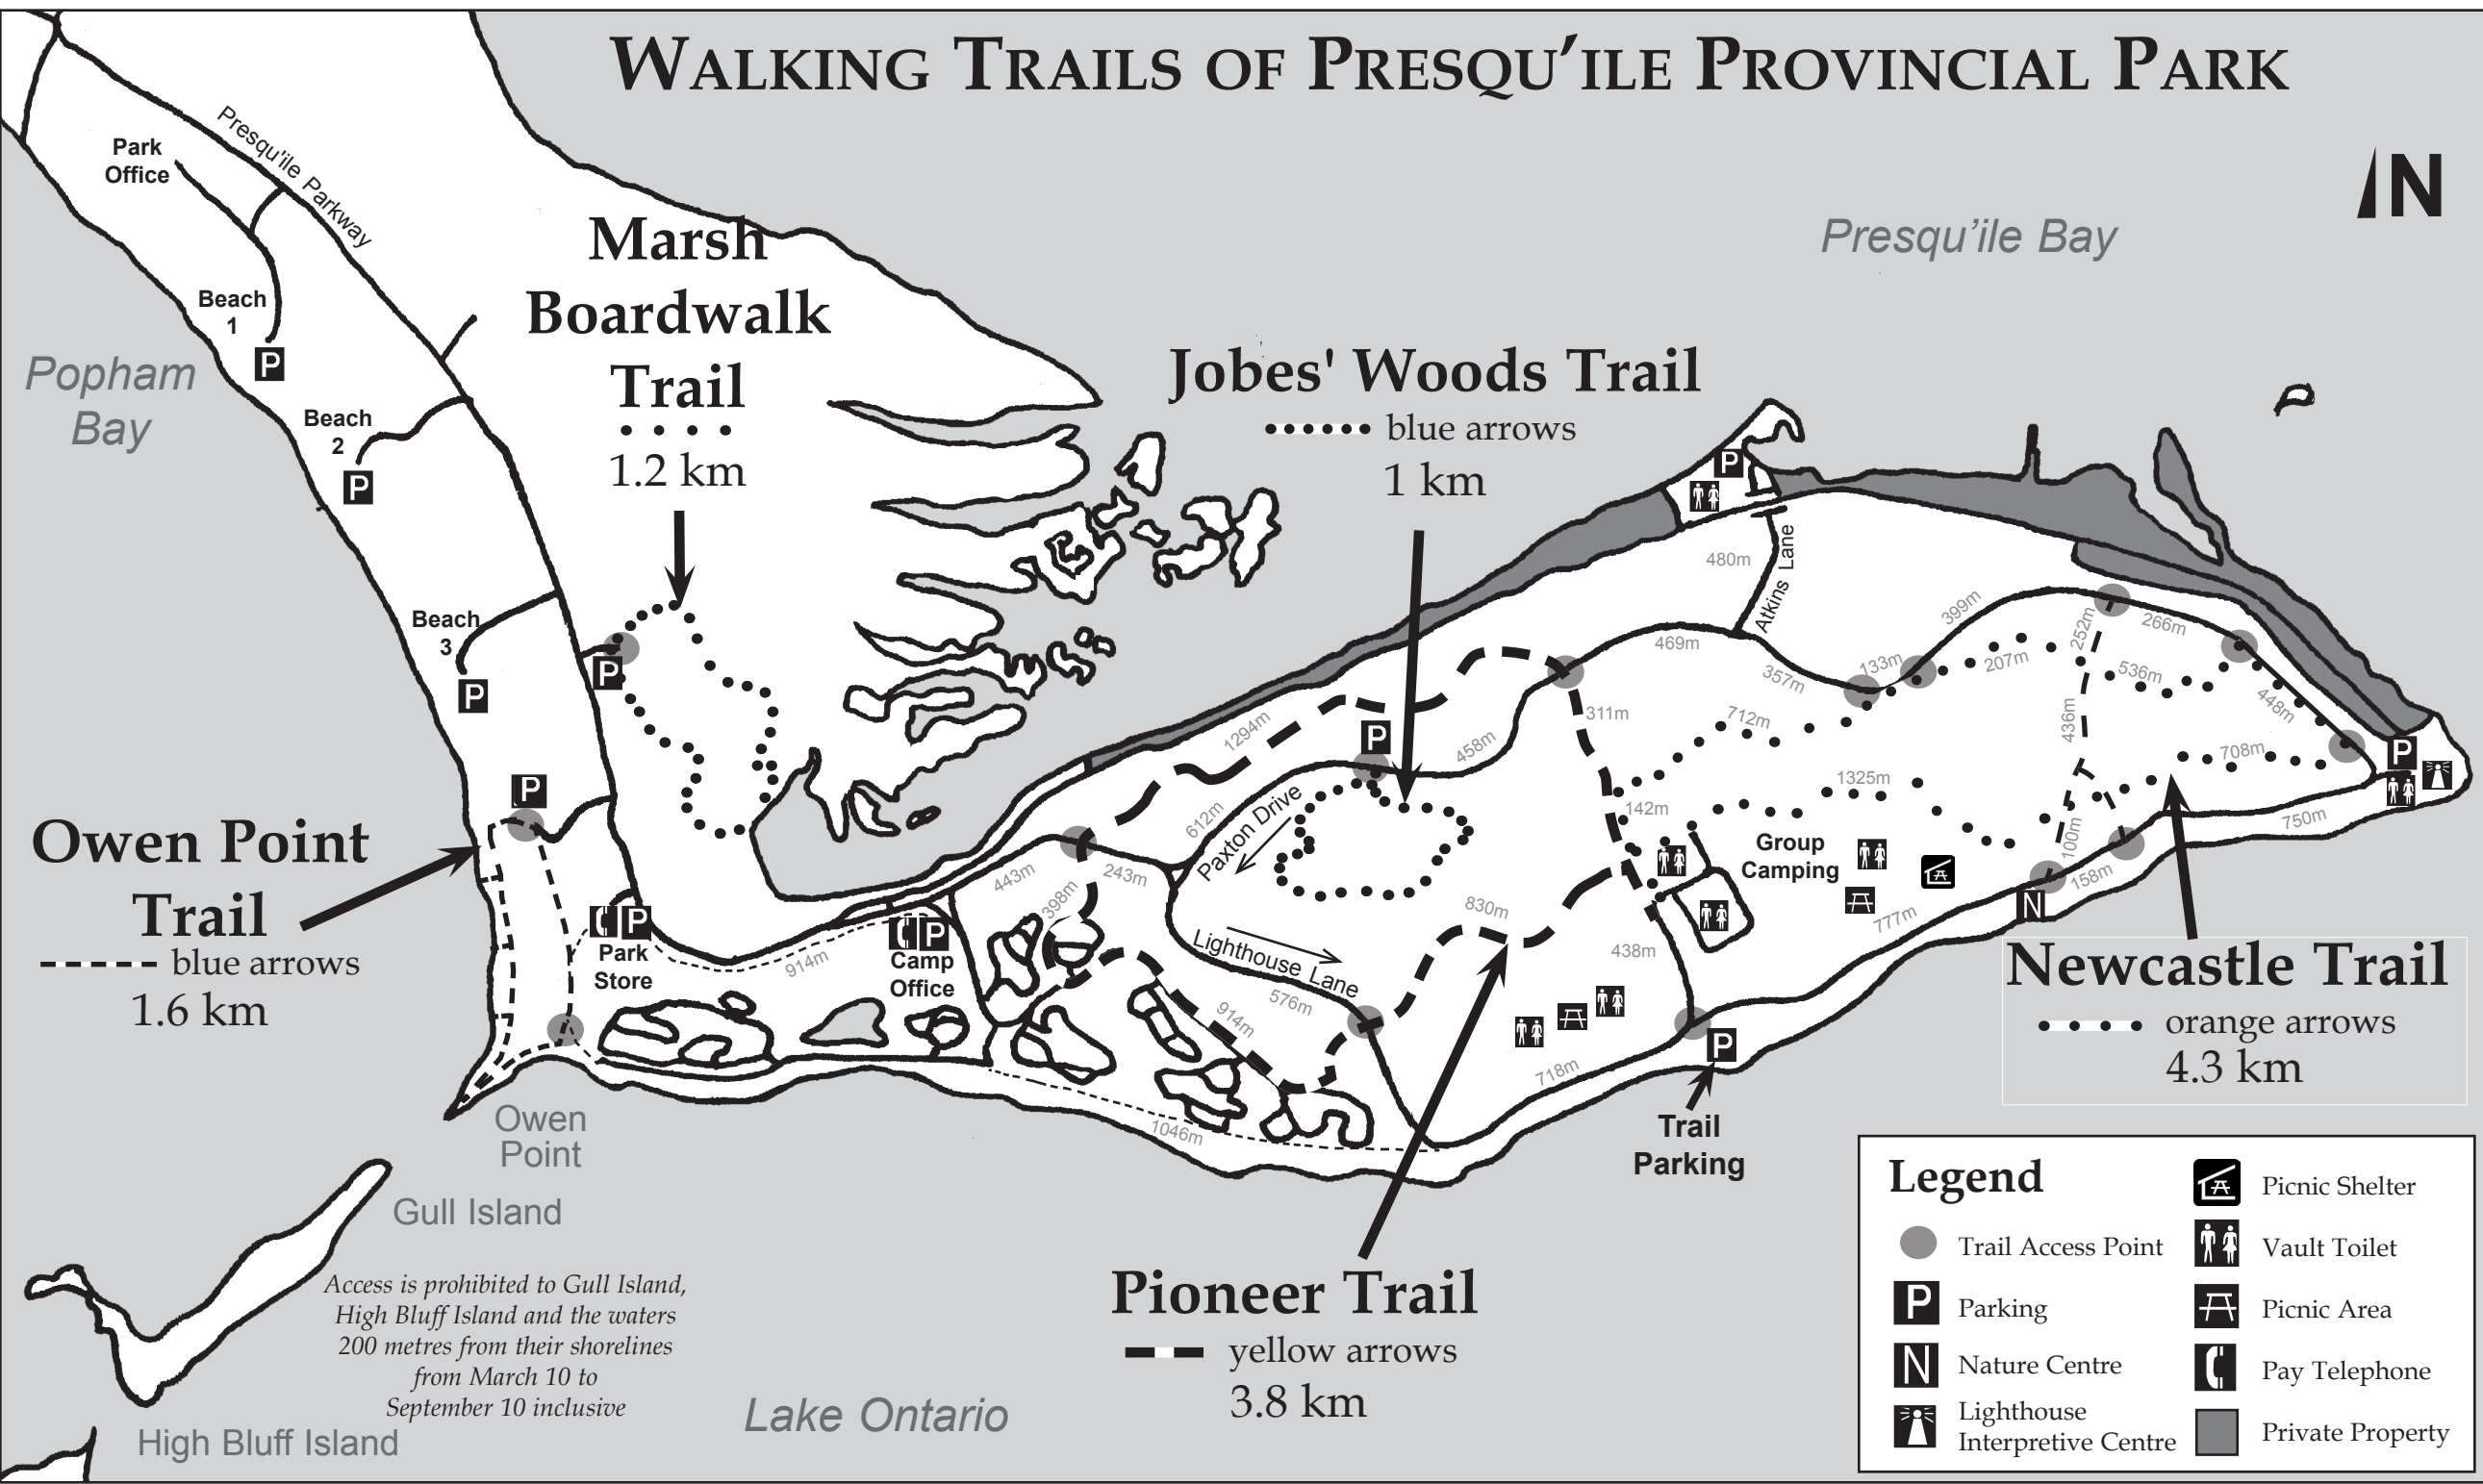 WALKING TRAILS OF PRESQU'ILE PROVINCIAL PARK
Park
Office
Presqu'ile Parkway
N
Presqu'ile Bay
Marsh
Boardwalk
Trail
1.2 km
Beach
1
P
Popham
Bay
Beach
2
P
Jobes' Woods Trail
blue arrows
1 km
P
480m
Atkins Lane
Beach
3
P
P
469m
357m
133m
399m
207m
252m
266m
536m
436m
448m
708m
P
750m
1294m
P
458m
311m
712m
1325m
142m
612m
Paxton Drive
P
Owen Point
Trail
blue arrows
1.6 km
443m
243m
398m
830m
Group
Camping
100m
158m
N
777m
P
Park
Store
914m
P
Camp
Office
Lighthouse Lane
576m
914m
438m
Newcastle Trail
orange arrows
4.3 km
718m
P
1046m
Trail
Parking
Owen
Point
Gull Island
Access is prohibited to Gull Island,
High Bluff Island and the waters
200 metres from their shorelines
from March 10 to
September 10 inclusive
High Bluff Island
Lake Ontario
Pioneer Trail
yellow arrows
3.8 km
Legend
Trail Access Point
P Parking
N Nature Centre
Lighthouse
Interpretive Centre
Picnic Shelter
Vault Toilet
Picnic Area
Pay Telephone
Private Property